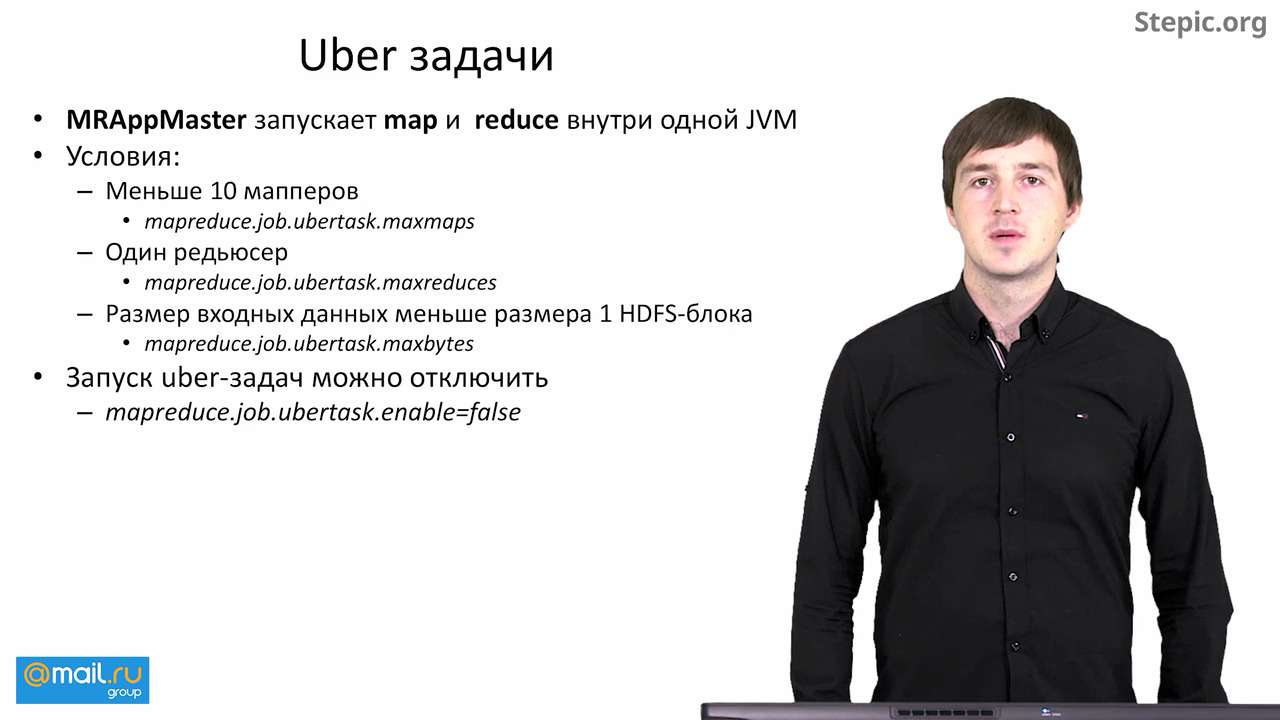 Stepic.org
Uber задачи
• MRAppMaster запускает map и reduce внутри одной JVM
• Условия:
– Меньше 10 мапперов
• mapreduce.job.ubertask.maxmaps
– Один редьюсер
• mapreduce.job.ubertask.maxreduces
– Размер входных данных меньше размера 1 HDFS-блока
• mapreduce.job.ubertask.maxbytes
• Запуск uber-задач можно отключить
– mapreduce.job.ubertask.enable=false
@mail.ru
group